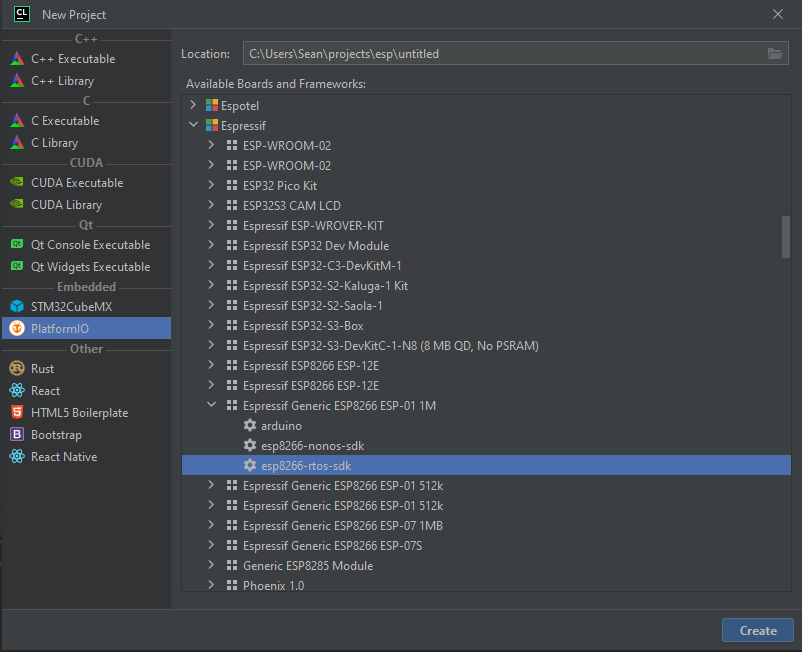 CL New Project
C++
C++ Executable
C++ Library
C
C Executable
C Library
CUDA
CUDA Executable
CUDA Library
Qt
Qt Qt Console Executable
Qt Qt Widgets Executable
Embedded
STM32CubeMX
PlatformIO
Other
Rust
React
5 HTML5 Boilerplate
B Bootstrap
React Native
Location: C:\Users\Sean\projects\esp\untitled
Available Boards and Frameworks:
Espotel
Espressif
ESP-WROOM-02
ESP-WROOM-02
ESP32 Pico Kit
ESP32S3 CAM LCD
Espressif ESP-WROVER-KIT
Espressif ESP32 Dev Module
Espressif ESP32-C3-DevKitM-1
Espressif ESP32-S2-Kaluga-1 Kit
Espressif ESP32-S2-Saola-1
Espressif ESP32-S3-Box
Espressif ESP32-S3-DevKitC-1-N8 (8 MB QD, No PSRAM)
Espressif ESP8266 ESP-12E
Espressif ESP8266 ESP-12E
Espressif Generic ESP8266 ESP-01 1M
arduino
esp8266-nonos-sdk
esp8266-rtos-sdk
Espressif Generic ESP8266 ESP-01 512k
Espressif Generic ESP8266 ESP-01 512k
Espressif Generic ESP8266 ESP-07 1MB
Espressif Generic ESP8266 ESP-07S
Generic ESP8285 Module
Phoenix 1.0
Create